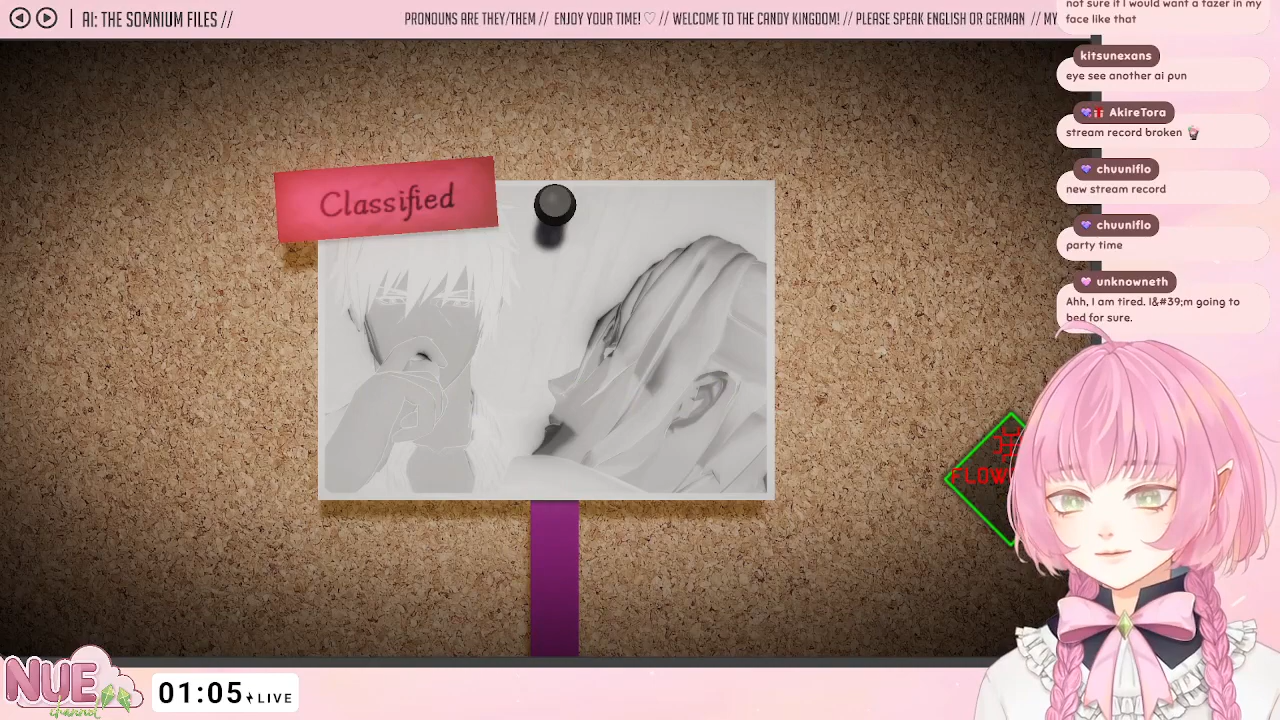 AI: THE SOMNIUM FILES //
PRONOUNS ARE THEY/THEM // ENJOY YOUR TIME! ♡ // WELCOME TO THE CANDY KINGDOM! // PLEASE SPEAK ENGLISH OR GERMAN // MY
not sure if I would want a tazer in my
face like that
kitsunexans
eye see another ai pun
AkireTora
stream record broken
chuuniflo
new stream record
chuuniflo
party time
unknowneth
Ahh, I am tired. I&#39;m going to
bed for sure.
Classified
FLOW
NUE
01:05 LIVE